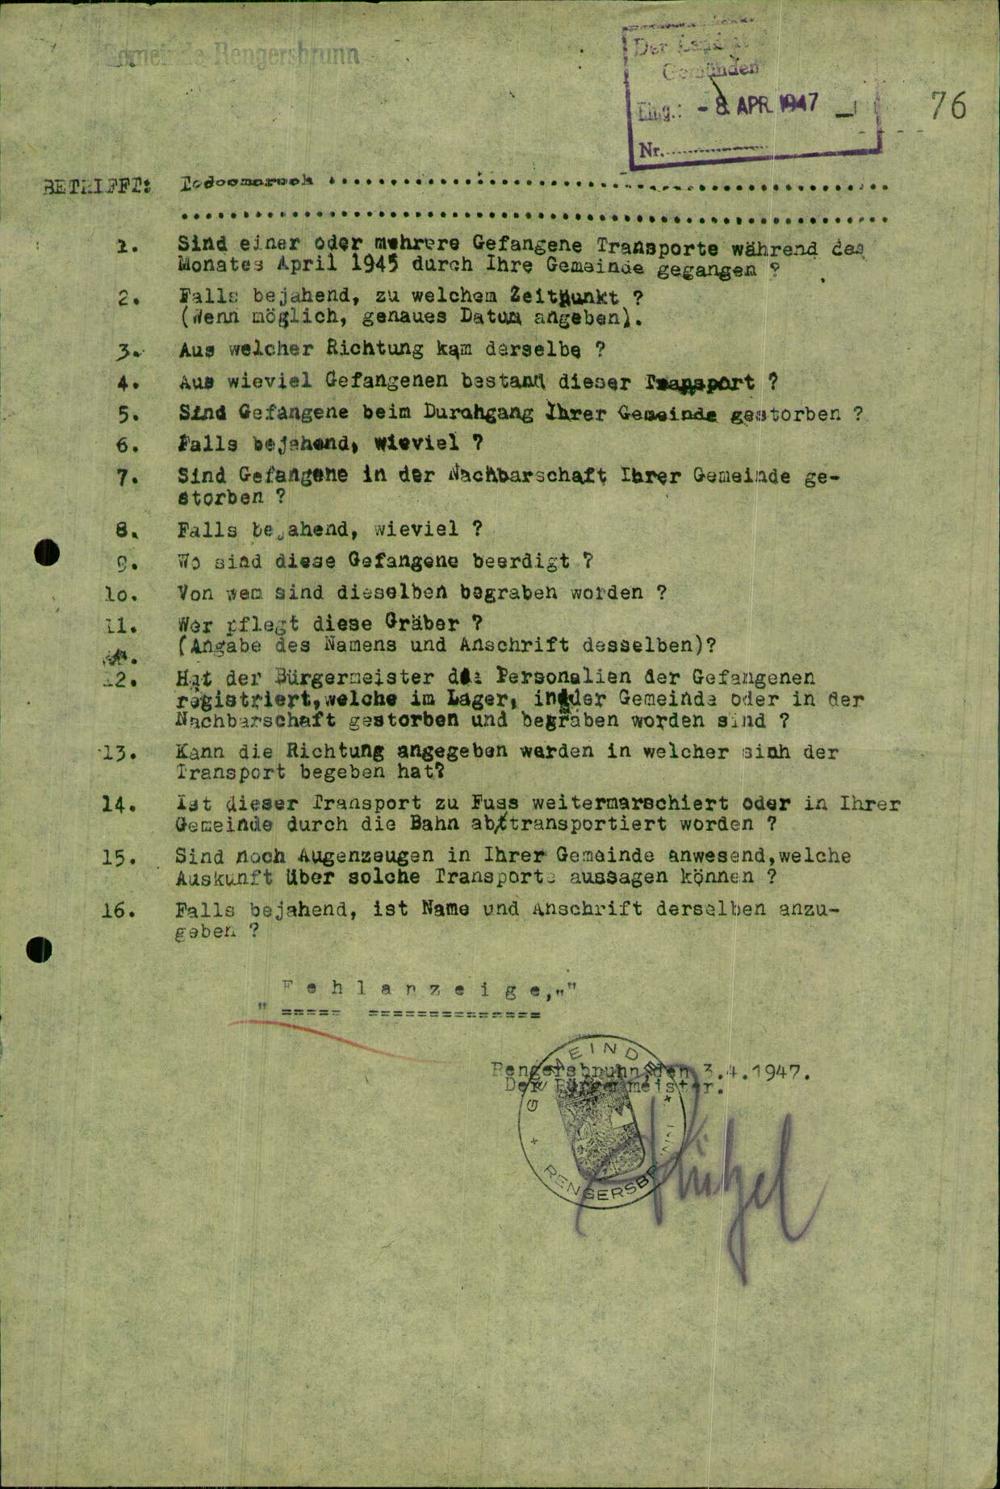 Gemeinde Rengersbrunn
Der Landrat
Gemünden
Eing.: - 8. APR. 1947
Nr. ....................
76
BETRIFFT: Todesmarsch ..................................................
..................................................................
1. Sind einer oder mehrere Gefangene Transporte während des
Monates April 1945 durch Ihre Gemeinde gegangen ?
2. Falls bejahend, zu welchem Zeitpunkt ?
(Wenn möglich, genaues Datum angeben).
3. Aus welcher Richtung kam derselbe ?
4. Aus wieviel Gefangenen bestand dieser Transport ?
5. Sind Gefangene beim Durchgang Ihrer Gemeinde gestorben ?
6. Falls bejahend, wieviel ?
7. Sind Gefangene in der Nachbarschaft Ihrer Gemeinde ge-
storben ?
8. Falls bejahend, wieviel ?
9. Wo sind diese Gefangene beerdigt ?
10. Von wem sind dieselben begraben worden ?
11. Wer pflegt diese Gräber ?
(Angabe des Namens und Anschrift desselben)?
12. Hat der Bürgermeister die Personalien der Gefangenen
registriert,welche im Lager, in der Gemeinde oder in der
Nachbarschaft gestorben und begraben worden sind ?
13. Kann die Richtung angegeben werden in welcher sich der
Transport begeben hat?
14. Ist dieser Transport zu Fuss weitermarschiert oder in Ihrer
Gemeinde durch die Bahn abtransportiert worden ?
15. Sind noch Augenzeugen in Ihrer Gemeinde anwesend,welche
Auskunft über solche Transporte aussagen können ?
16. Falls bejahend, ist Name und Anschrift derselben anzu-
geben ?
F e h l a n z e i g e,""
" ===== ==============
Rengersbrunn,den 3.4.1947.
Der Bürgermeister.
GEMEINDE
RENGERSBRUNN